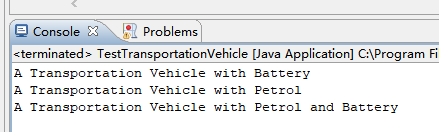 Console Problems
<terminated> TestTransportationVehicle [Java Application] C:\Program Fi
A Transportation Vehicle with Battery
A Transportation Vehicle with Petrol
A Transportation Vehicle with Petrol and Battery